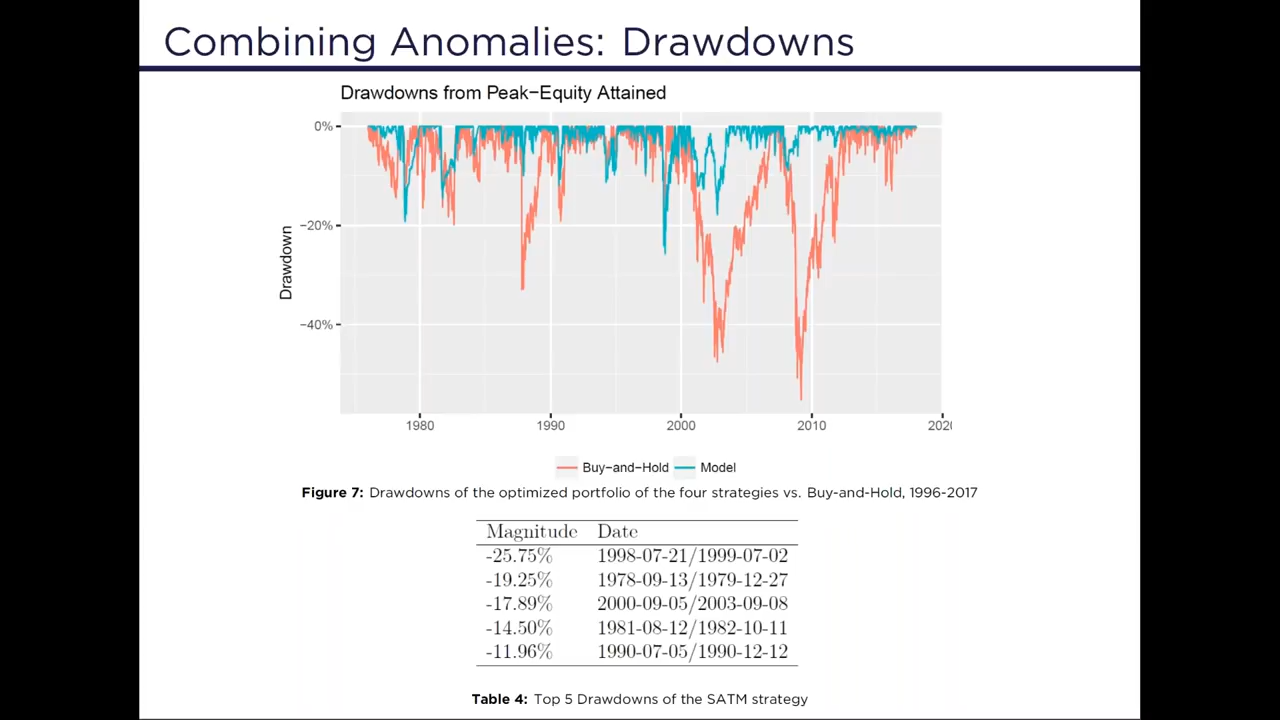 Combining Anomalies: Drawdowns
Drawdowns from Peak-Equity Attained
0%
−20%
−40%
Drawdown
1980 1990 2000 2010 202
Buy−and−Hold Model
Figure 7: Drawdowns of the optimized portfolio of the four strategies vs. Buy-and-Hold, 1996-2017
Magnitude Date
-25.75% 1998-07-21/1999-07-02
-19.25% 1978-09-13/1979-12-27
-17.89% 2000-09-05/2003-09-08
-14.50% 1981-08-12/1982-10-11
-11.96% 1990-07-05/1990-12-12
Table 4: Top 5 Drawdowns of the SATM strategy